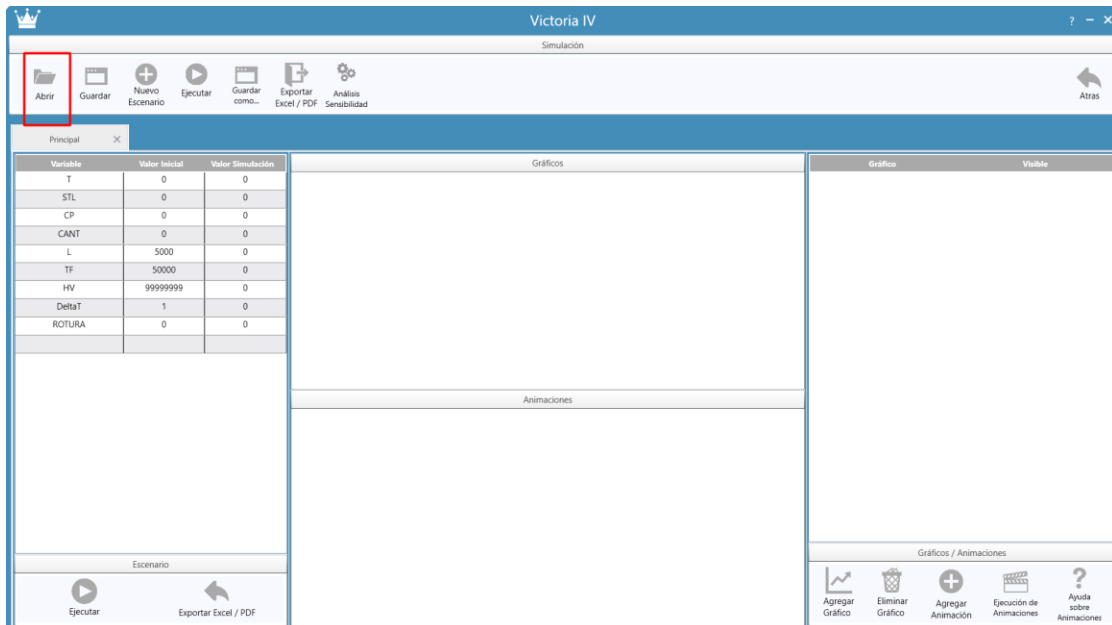 Victoria IV
? − ×
Simulación
Abrir
Guardar
Nuevo
Escenario
Ejecutar
Guardar
como...
Exportar
Excel / PDF
Análisis
Sensibilidad
Atras
Principal ×
Variable Valor Inicial Valor Simulación
T 0 0
STL 0 0
CP 0 0
CANT 0 0
L 5000 0
TF 50000 0
HV 99999999 0
DeltaT 1 0
ROTURA 0 0
Escenario
Ejecutar
Exportar Excel / PDF
Gráficos
Animaciones
Gráfico Visible
Gráficos / Animaciones
Agregar
Gráfico
Eliminar
Gráfico
Agregar
Animación
Ejecución de
Animaciones
?
Ayuda
sobre
Animaciones